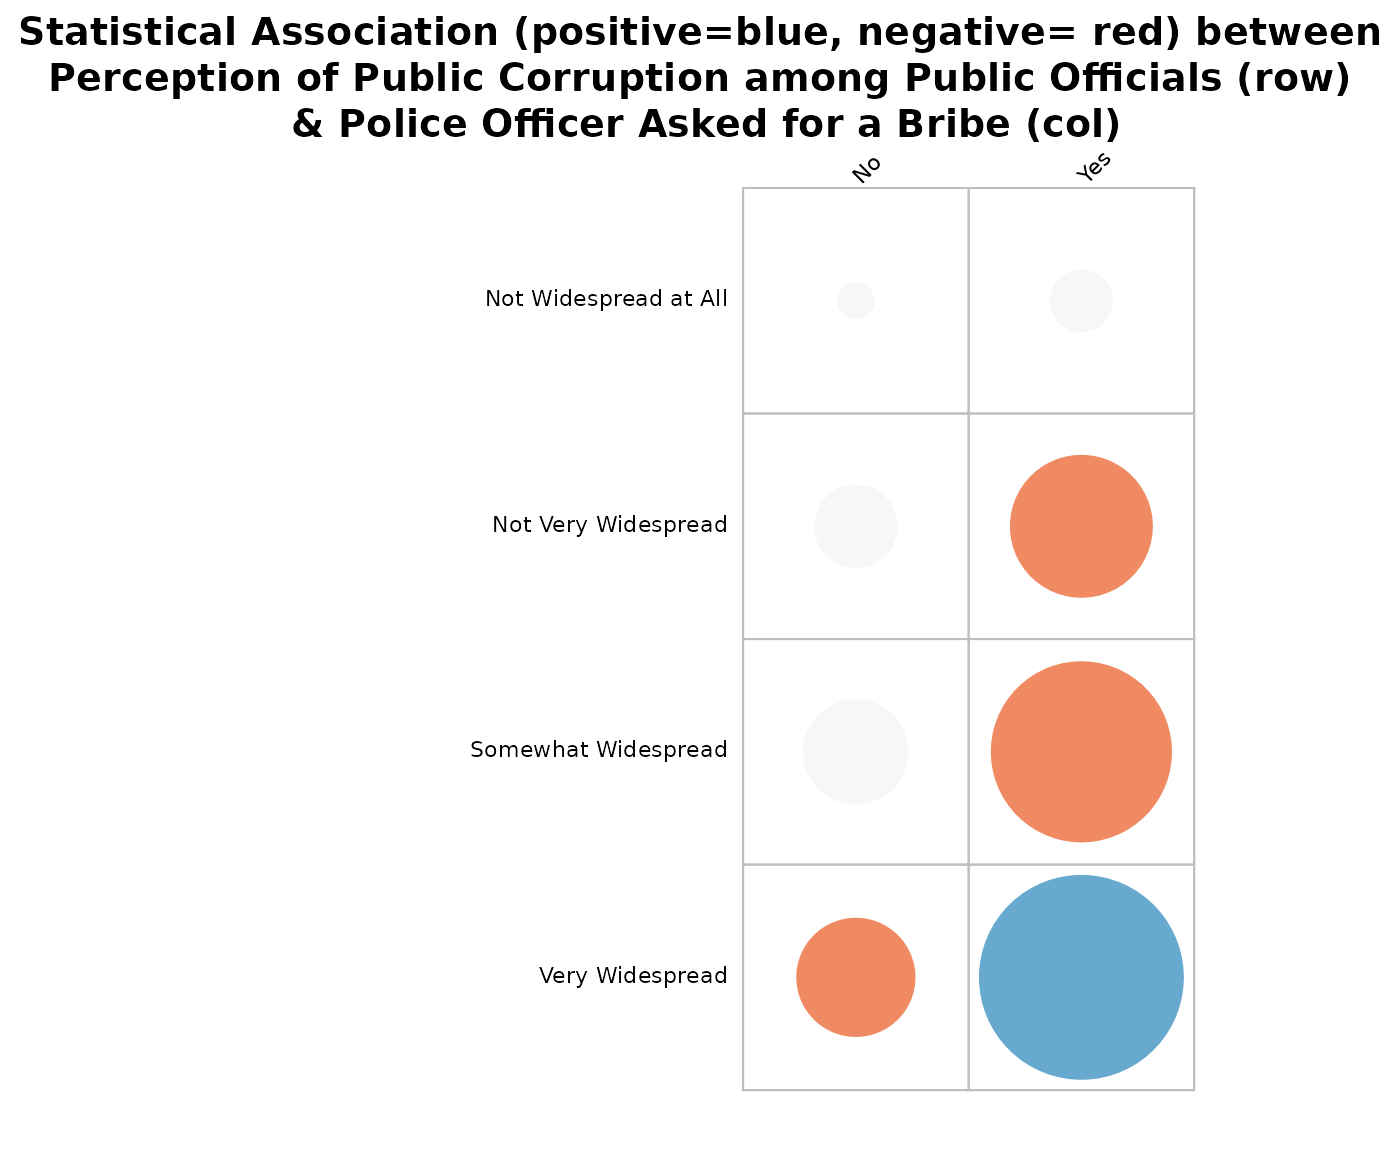 Statistical Association (positive=blue, negative= red) between
Perception of Public Corruption among Public Officials (row)
& Police Officer Asked for a Bribe (col)
No
Yes
Not Widespread at All
Not Very Widespread
Somewhat Widespread
Very Widespread